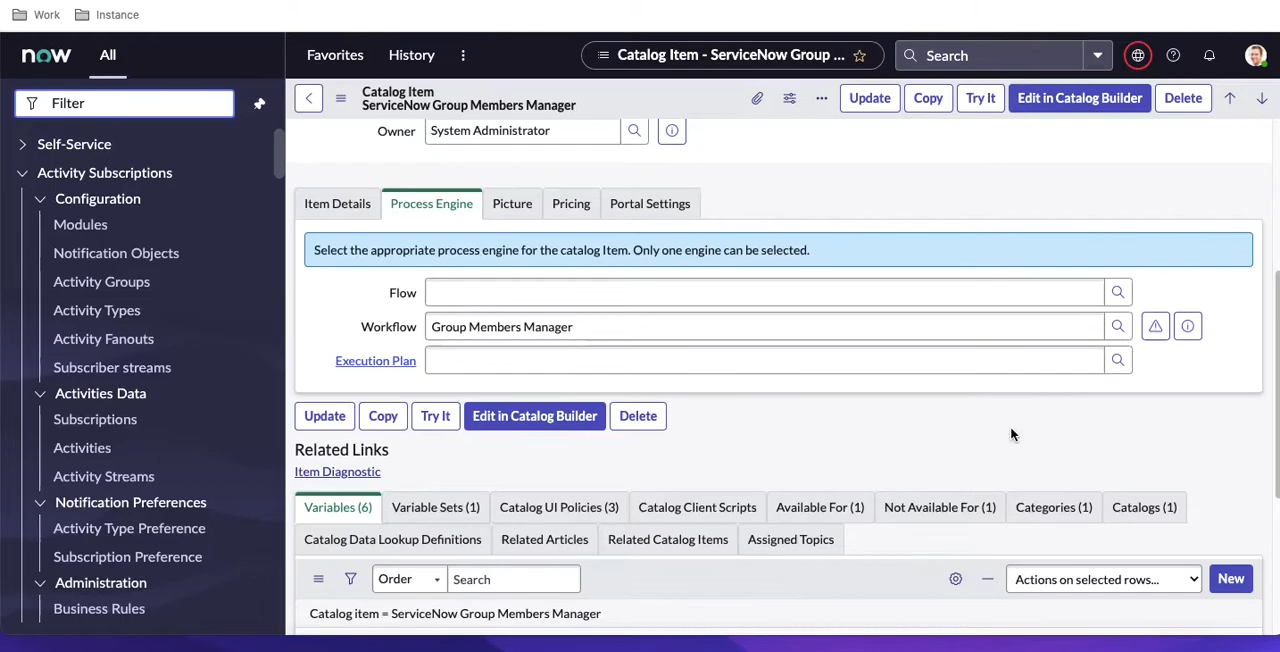 Work Instance
now All Favorites History Catalog Item - ServiceNow Group ... Search
Filter
Catalog Item
ServiceNow Group Members Manager
Update Copy Try It Edit in Catalog Builder Delete
Self-Service
Activity Subscriptions
Configuration
Modules
Notification Objects
Activity Groups
Activity Types
Activity Fanouts
Subscriber streams
Activities Data
Subscriptions
Activities
Activity Streams
Notification Preferences
Activity Type Preference
Subscription Preference
Administration
Business Rules
Owner System Administrator
Item Details Process Engine Picture Pricing Portal Settings
Select the appropriate process engine for the catalog Item. Only one engine can be selected.
Flow
Workflow Group Members Manager
Execution Plan
Update Copy Try It Edit in Catalog Builder Delete
Related Links
Item Diagnostic
Variables (6) Variable Sets (1) Catalog UI Policies (3) Catalog Client Scripts Available For (1) Not Available For (1) Categories (1) Catalogs (1)
Catalog Data Lookup Definitions Related Articles Related Catalog Items Assigned Topics
Order Search Actions on selected rows... New
Catalog item = ServiceNow Group Members Manager